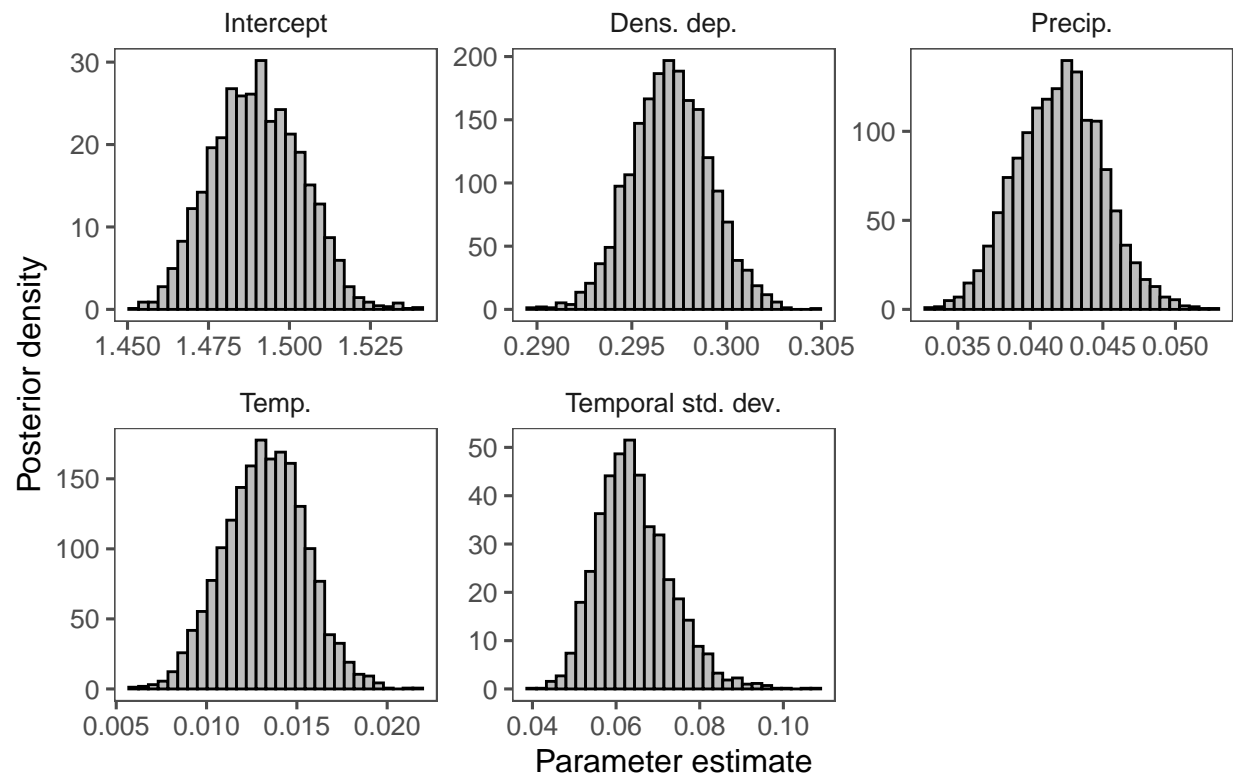 Intercept
Dens. dep.
Precip.
30
20
10
0
1.450 1.475 1.500 1.525
200
150
100
50
0
0.290 0.295 0.300 0.305
100
50
0
0.035 0.040 0.045 0.050
Posterior density
Temp.
Temporal std. dev.
150
100
50
0
0.005 0.010 0.015 0.020
50
40
30
20
10
0
0.04 0.06 0.08 0.10
Parameter estimate